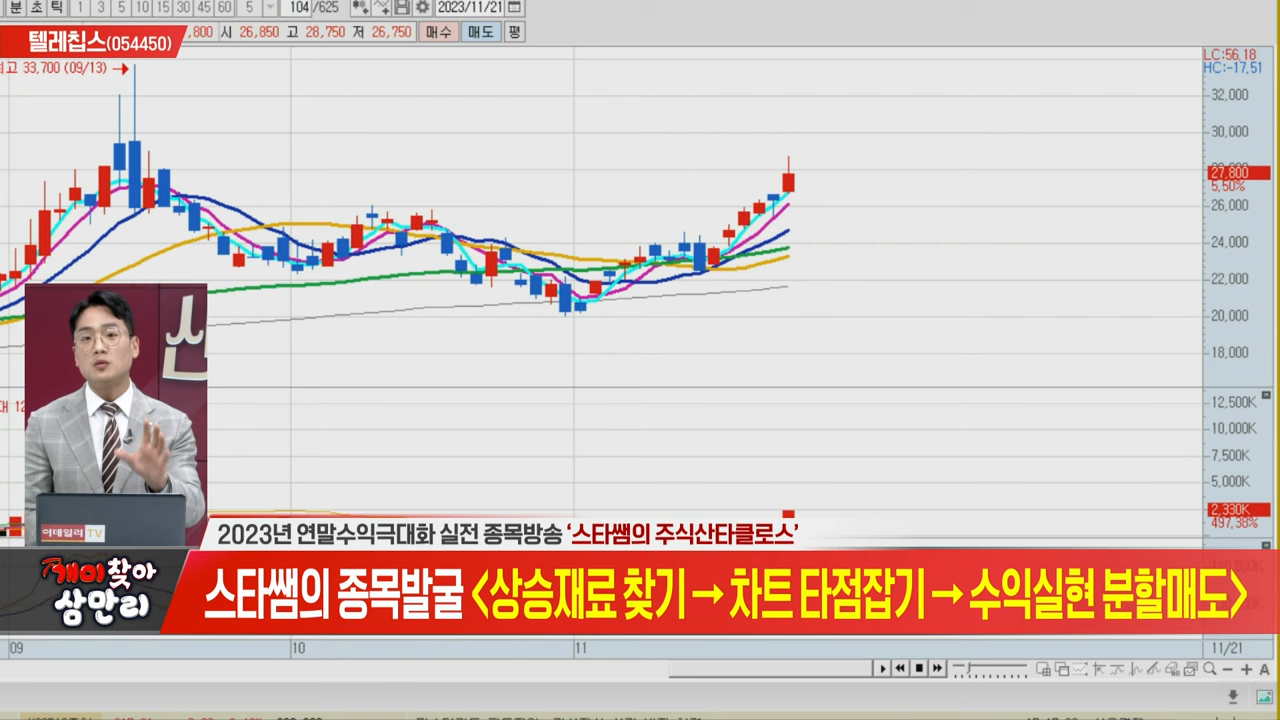 분 초 틱 1 3 5 10 15 30 45 60 5 104 /625 2023/11/21
텔레칩스(054450)
,800 시 26,850 고 28,750 저 26,750 매수 매도 평
최고 33,700 (09/13) →
LC:56,18
HC:-17,51
32,000
30,000
27,800
5,50%
26,000
24,000
22,000
20,000
18,000
12,500K
10,000K
7,500K
5,000K
2,330K
497,38%
이데일리 TV
2023년 연말수익극대화 실전 종목방송 ‘스타쌤의 주식산타클로스’
개미찾아
삼만리
스타쌤의 종목발굴 <상승재료 찾기 → 차트 타점잡기 → 수익실현 분할매도>
09 10 11 11/21
A